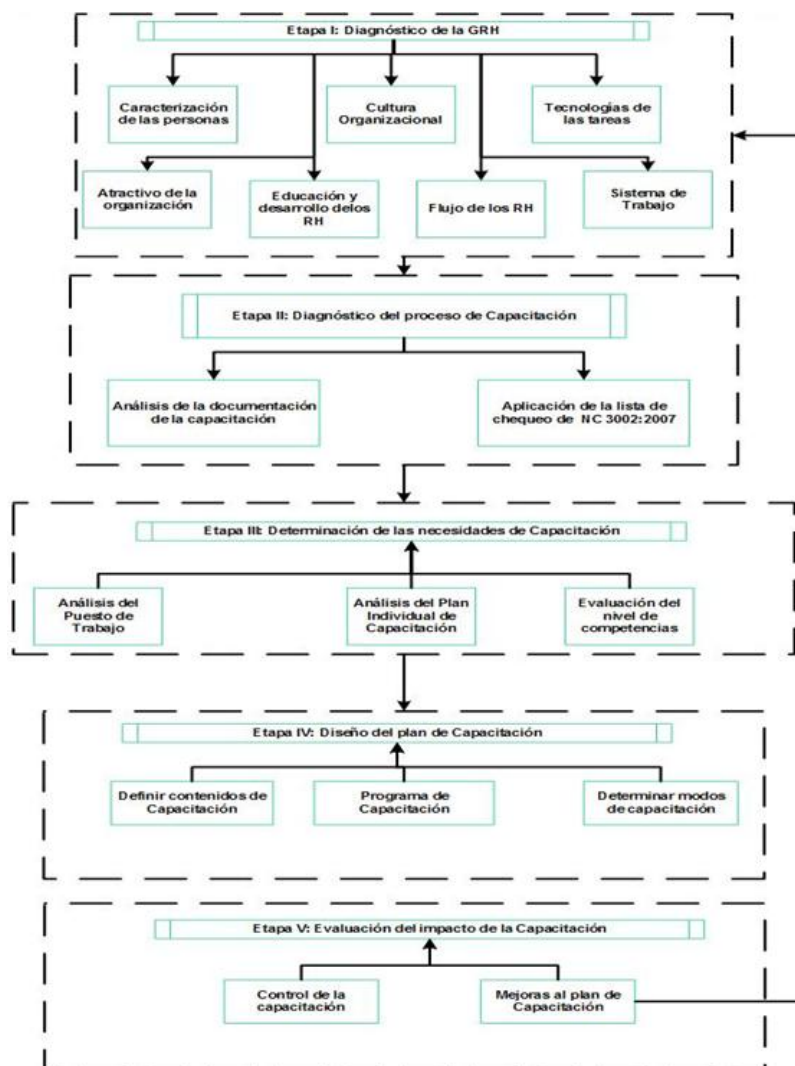 Etapa I: Diagnóstico de la GRH
Caracterización
de las personas
Cultura
Organizacional
Tecnologías de
las tareas
Atractivo de la
organización
Educación y
desarrollo delos
RH
Flujo de los RH
Sistema de
Trabajo
Etapa II: Diagnóstico del proceso de Capacitación
Análisis de la documentación
de la capacitación
Aplicación de la lista de
chequeo de NC 3002:2007
Etapa III: Determinación de las necesidades de Capacitación
Análisis del
Puesto de
Trabajo
Análisis del Plan
Individual de
Capacitación
Evaluación del
nivel de
competencias
Etapa IV: Diseño del plan de Capacitación
Definir contenidos de
Capacitación
Programa de
Capacitación
Determinar modos
de capacitación
Etapa V: Evaluación del impacto de la Capacitación
Control de la
capacitación
Mejoras al plan de
Capacitación